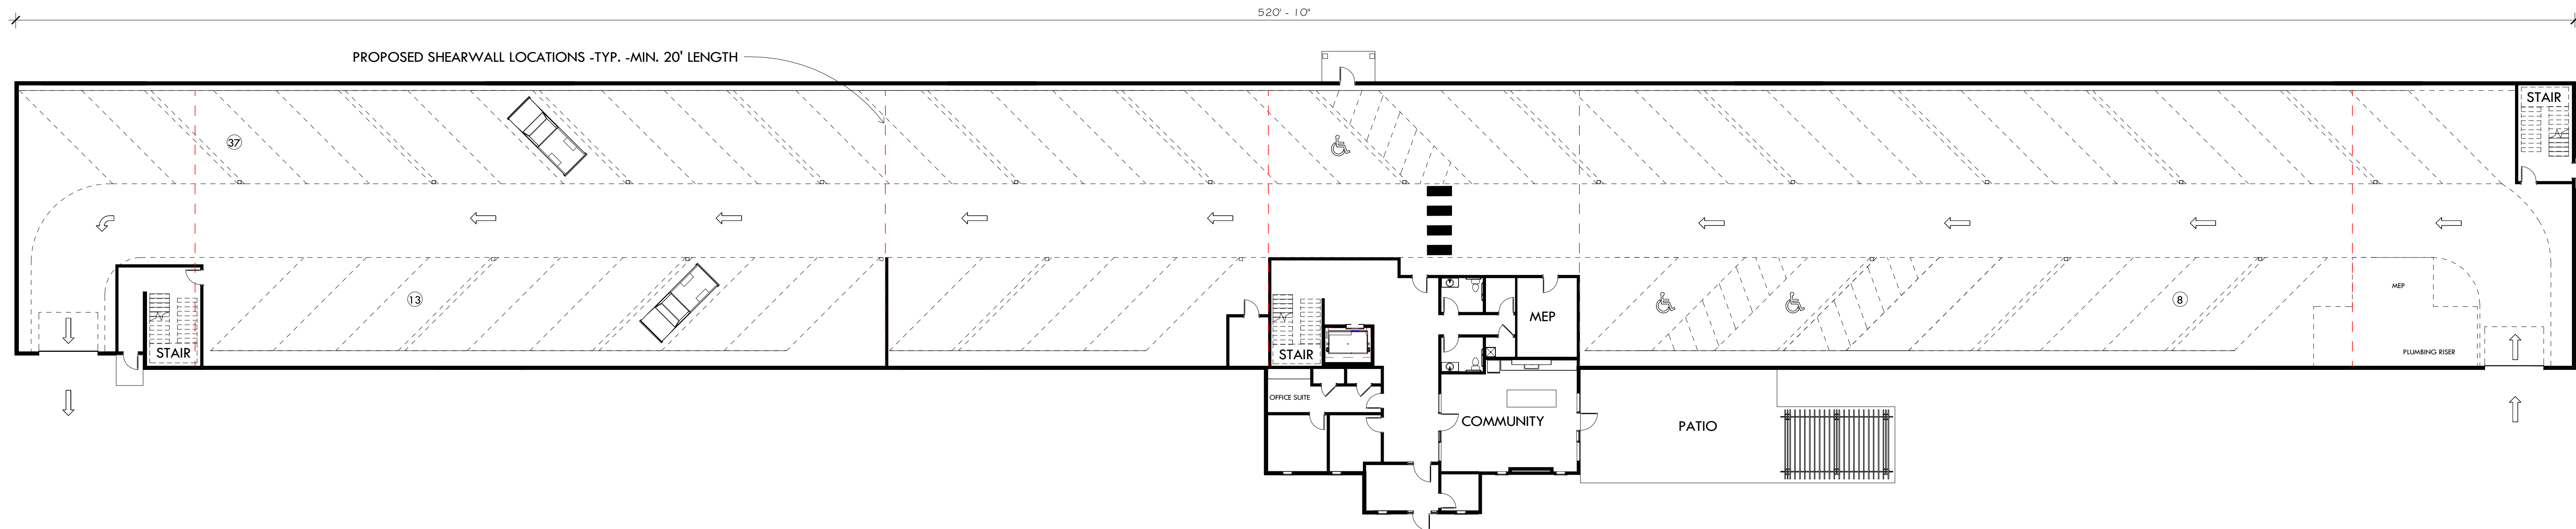 520' - 10"
PROPOSED SHEARWALL LOCATIONS -TYP. -MIN. 20' LENGTH
STAIR
37
MEP
13
8
MEP
STAIR
STAIR
PLUMBING RISER
OFFICE SUITE
COMMUNITY
PATIO